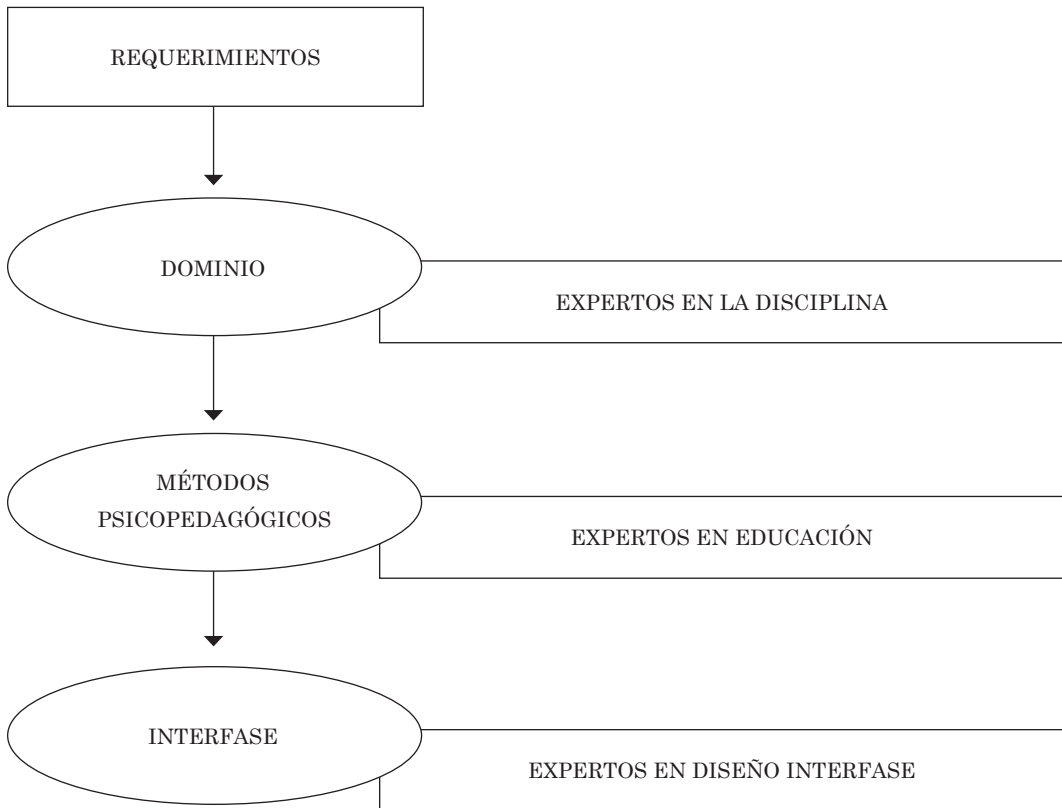 REQUERIMIENTOS
DOMINIO
EXPERTOS EN LA DISCIPLINA
MÉTODOS
PSICOPEDAGÓGICOS
EXPERTOS EN EDUCACIÓN
INTERFASE
EXPERTOS EN DISEÑO INTERFASE